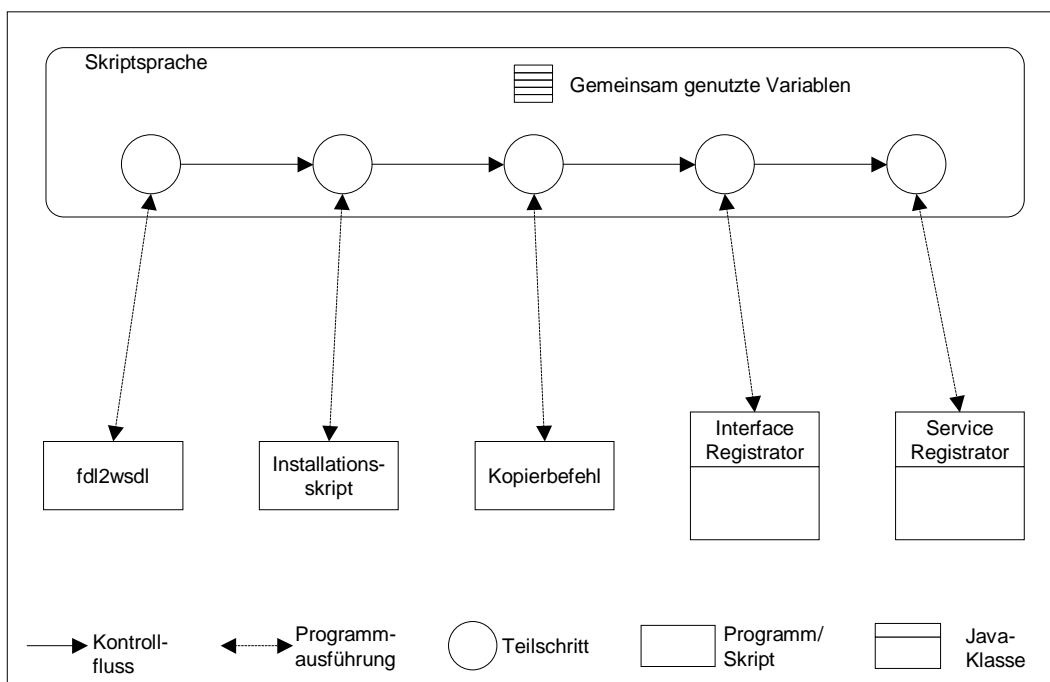 Skriptsprache
Gemeinsam genutzte Variablen
fdl2wsdl
Installations-
skript
Kopierbefehl
Interface
Registrator
Service
Registrator
Kontroll-
fluss
Programm-
ausführung
Teilschritt
Programm/
Skript
Java-
Klasse